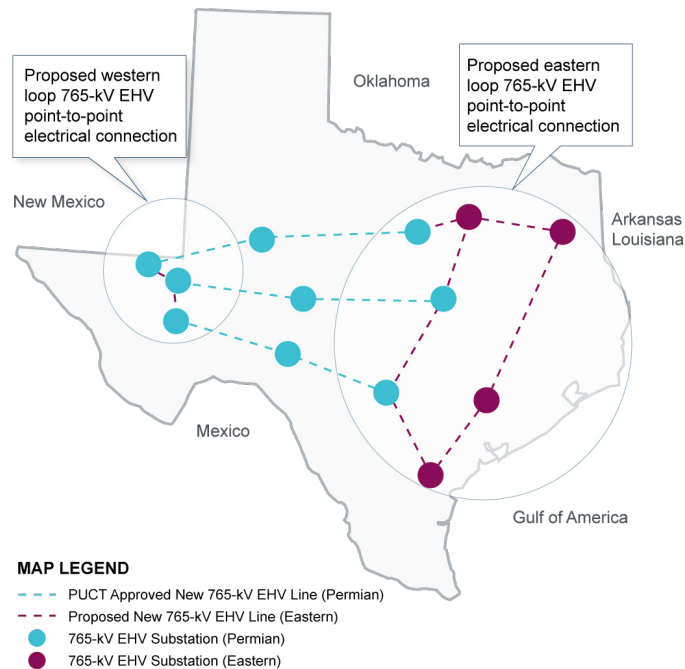 Proposed western
loop 765-kV EHV
point-to-point
electrical connection
Proposed eastern
loop 765-kV EHV
point-to-point
electrical connection
Oklahoma
New Mexico
Arkansas
Louisiana
Mexico
Gulf of America
MAP LEGEND
PUCT Approved New 765-kV EHV Line (Permian)
Proposed New 765-kV EHV Line (Eastern)
765-kV EHV Substation (Permian)
765-kV EHV Substation (Eastern)